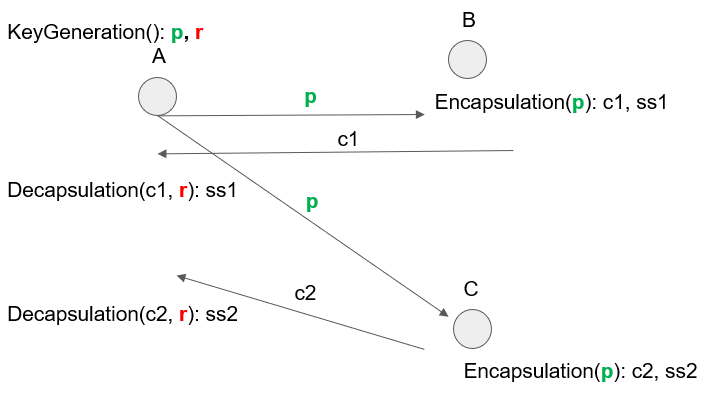 KeyGeneration(): p, r
A
B
p
Encapsulation(p): c1, ss1
c1
Decapsulation(c1, r): ss1
p
C
c2
Decapsulation(c2, r): ss2
Encapsulation(p): c2, ss2